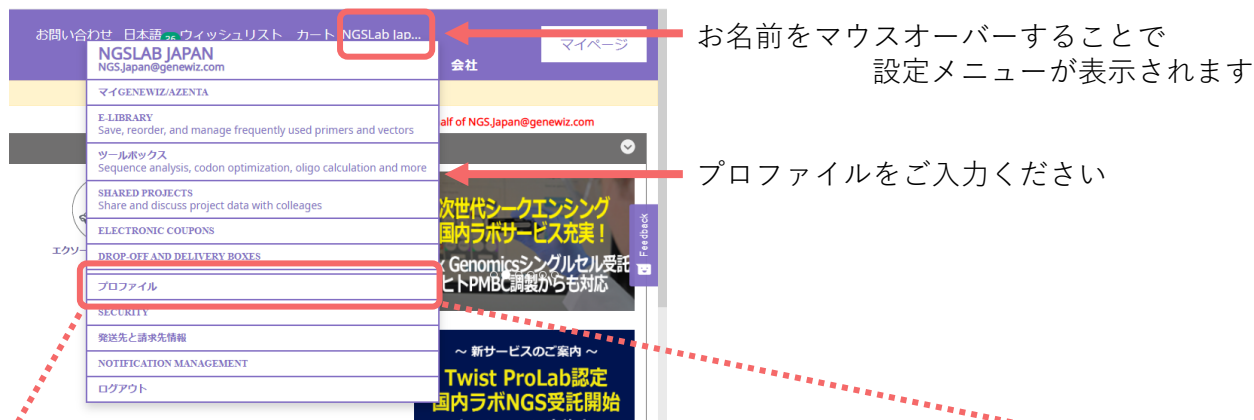 お問い合わせ 日本語 26 ウィッシュリスト カート NGSLab Jap...
マイページ
会社
お名前をマウスオーバーすることで
設定メニューが表示されます
NGSLAB JAPAN
NGS.Japan@genewiz.com
マイGENEWIZ/AZENTA
E-LIBRARY
Save, reorder, and manage frequently used primers and vectors
alf of NGS.Japan@genewiz.com
ツールボックス
Sequence analysis, codon optimization, oligo calculation and more
プロファイルをご入力ください
SHARED PROJECTS
Share and discuss project data with colleages
ELECTRONIC COUPONS
DROP-OFF AND DELIVERY BOXES
エクソー
次世代シークエンシング
国内ラボサービス充実！
Genomicsシングルセル受託
ヒトPMBC調製からも対応
Feedback
プロファイル
SECURITY
発送先と請求先情報
NOTIFICATION MANAGEMENT
ログアウト
～ 新サービスのご案内 ～
Twist ProLab認定
国内ラボNGS受託開始